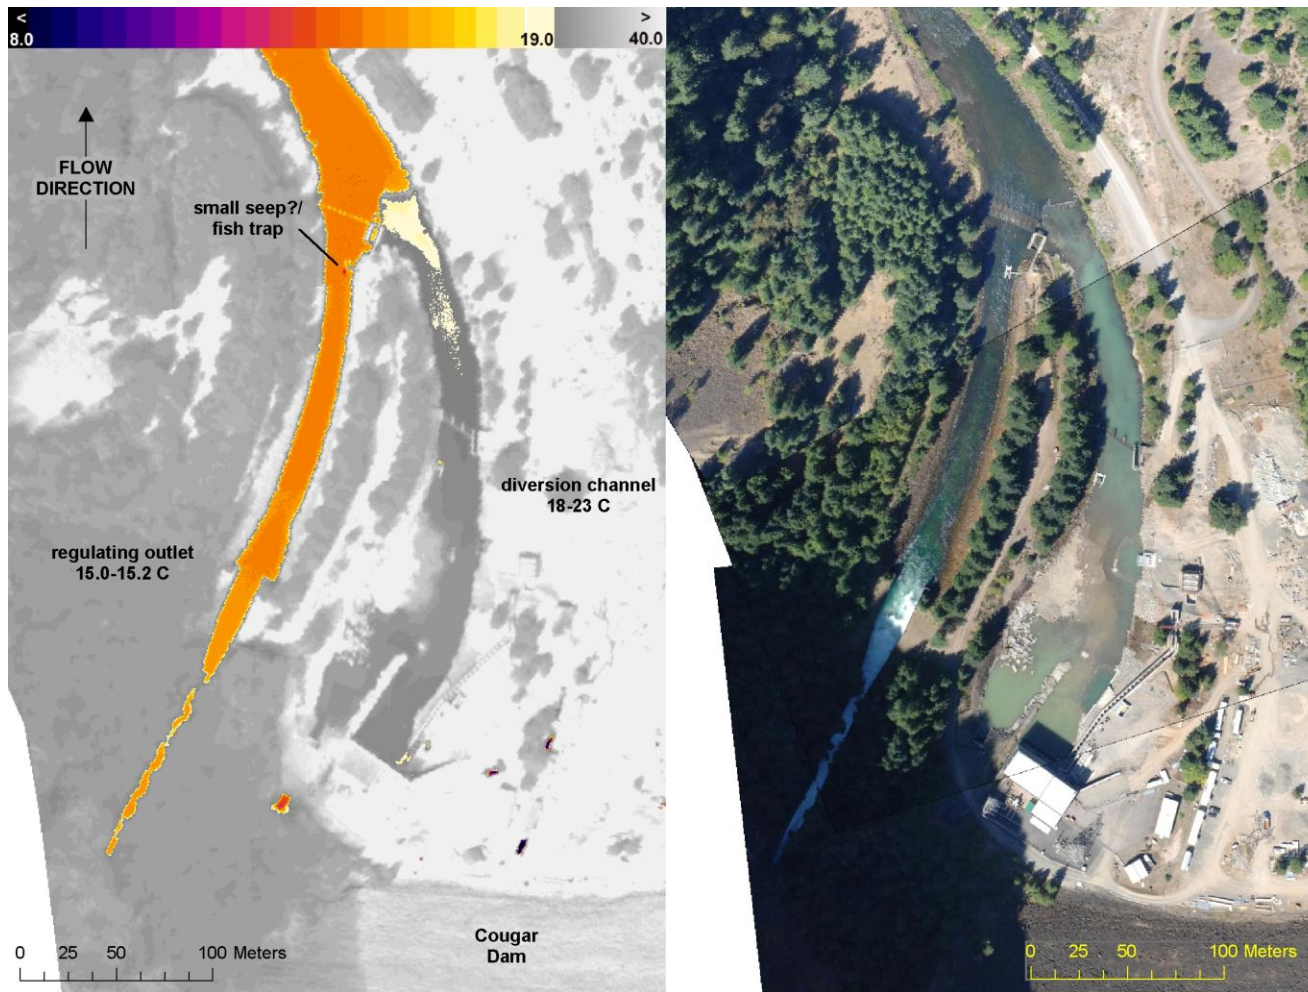 < >
8.0 19.0 40.0
FLOW
DIRECTION
small seep?/
fish trap
diversion channel
18-23 C
regulating outlet
15.0-15.2 C
Cougar
Dam
0 25 50 100 Meters
0 25 50 100 Meters